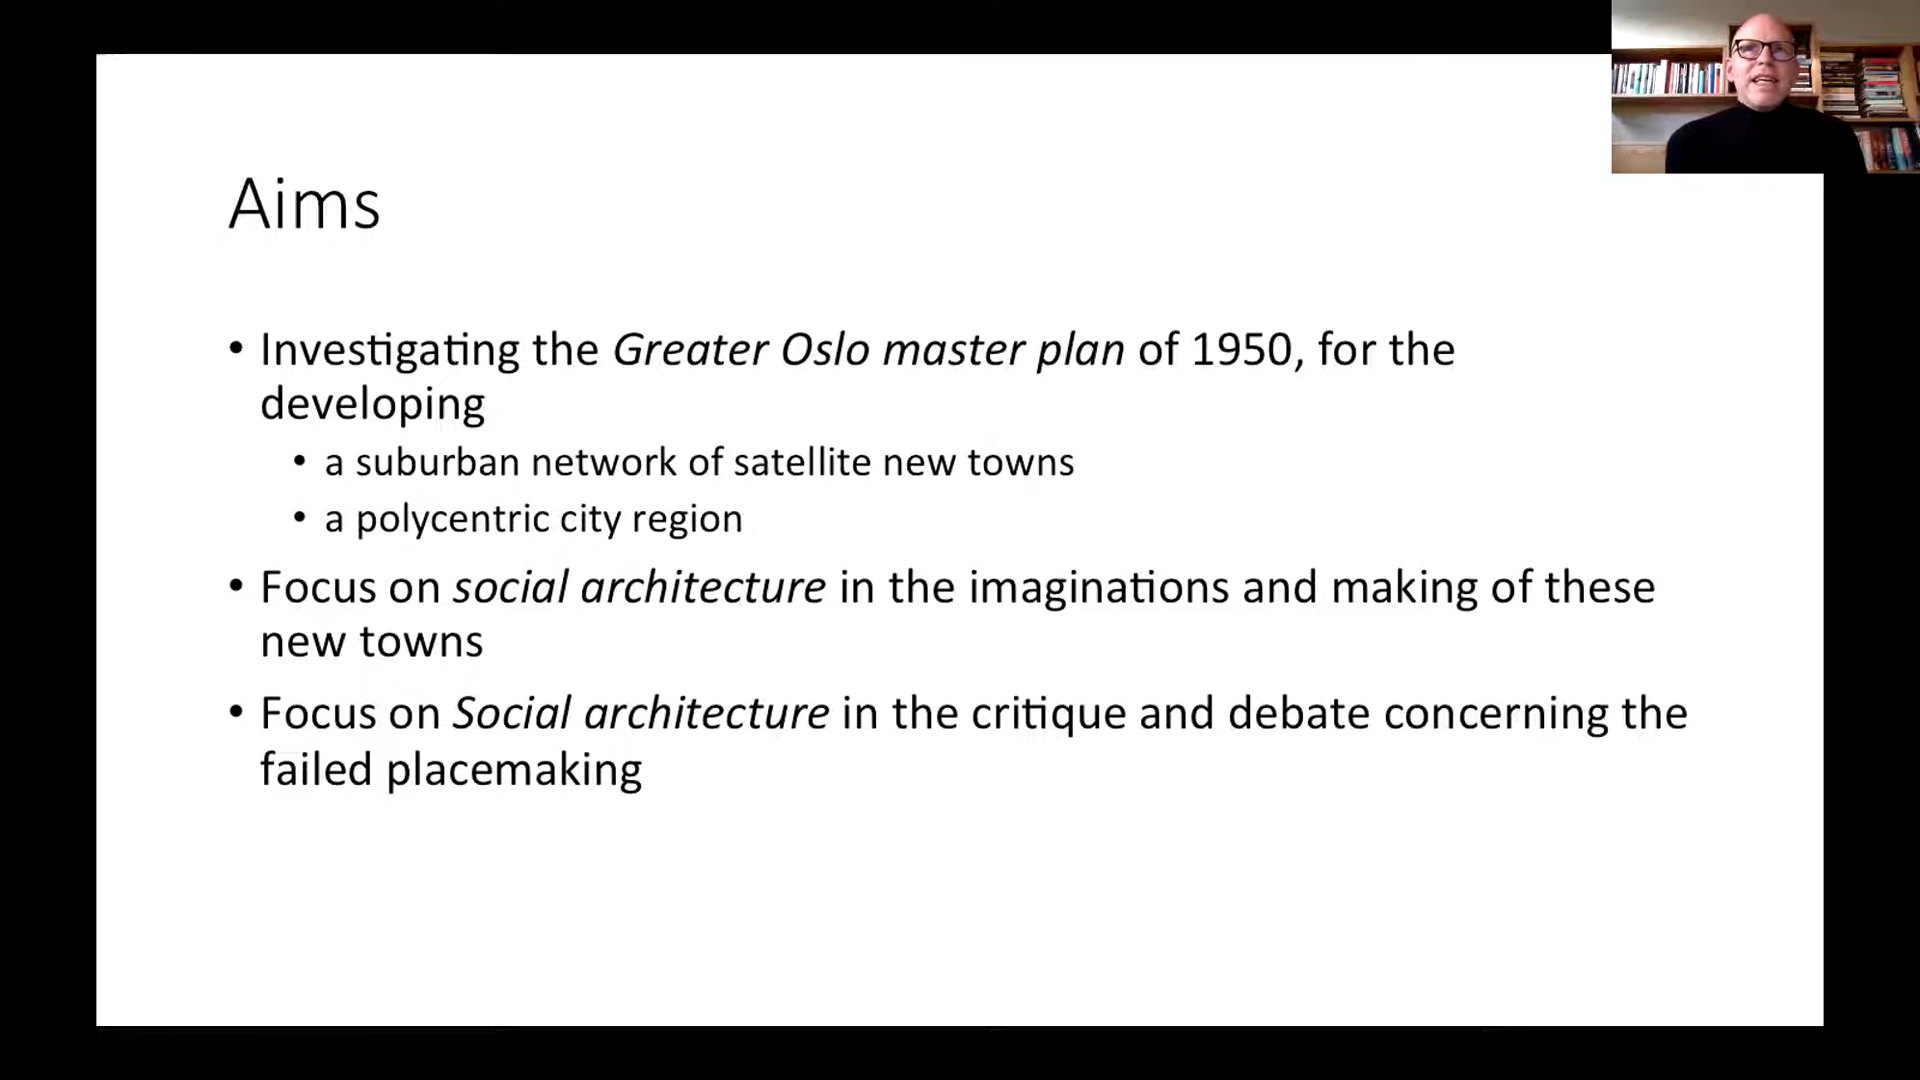 Aims
• Investigating the Greater Oslo master plan of 1950, for the
developing
• a suburban network of satellite new towns
• a polycentric city region
• Focus on social architecture in the imaginations and making of these
new towns
• Focus on Social architecture in the critique and debate concerning the
failed placemaking